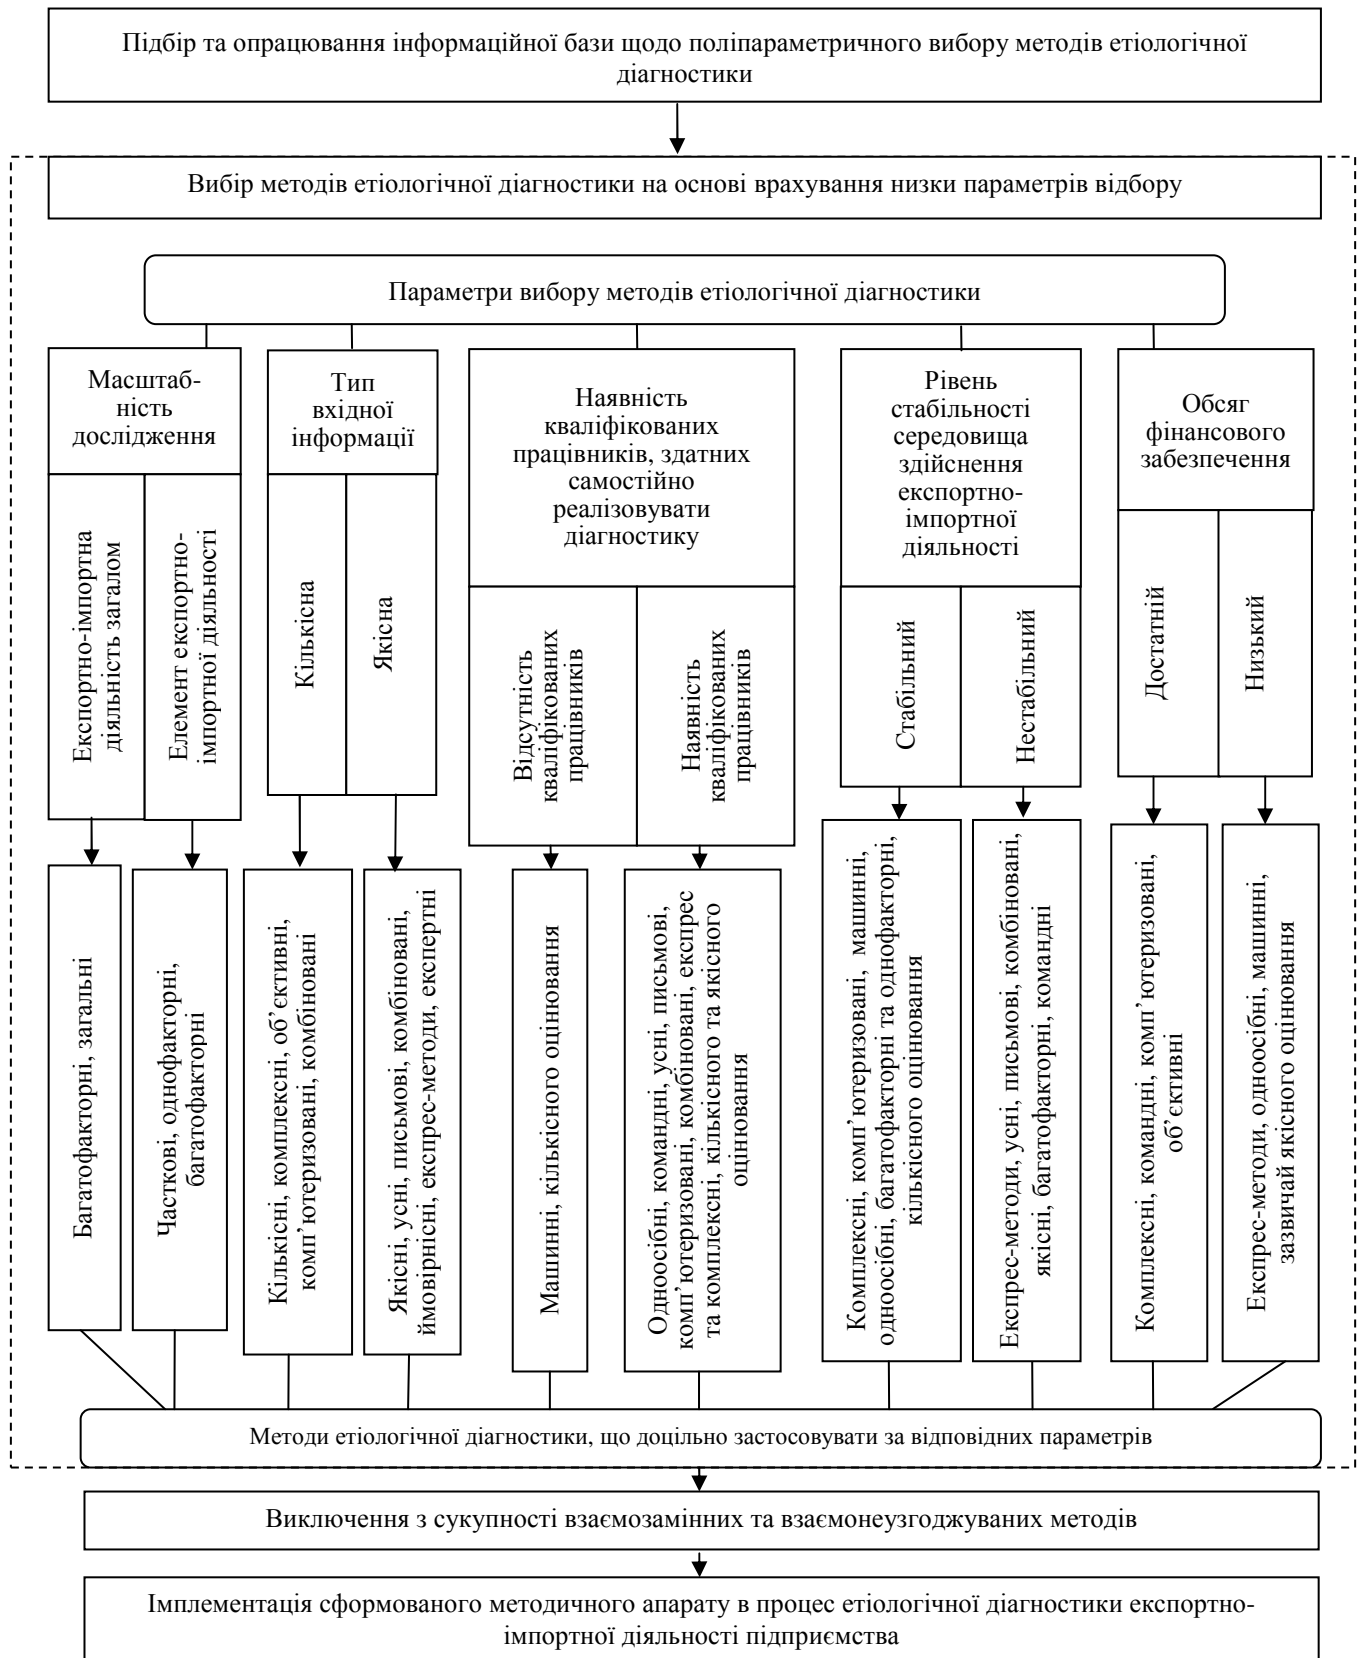 Підбір та опрацювання інформаційної бази щодо поліпараметричного вибору методів етіологічної
діагностики
Вибір методів етіологічної діагностики на основі врахування низки параметрів відбору
Параметри вибору методів етіологічної діагностики
Масштаб-
ність
дослідження
Тип
вхідної
інформації
Наявність
кваліфікованих
працівників, здатних
самостійно
реалізовувати
діагностику
Рівень
стабільності
середовища
здійснення
експортно-
імпортної
діяльності
Обсяг
фінансового
забезпечення
Експортно-імпортна
діяльність загалом
Елемент експортно-
імпортної діяльності
Кількісна
Якісна
Відсутність
кваліфікованих
працівників
Наявність
кваліфікованих
працівників
Стабільний
Нестабільний
Достатній
Низький
Багатофакторні, загальні
Часткові, однофакторні,
багатофакторні
Кількісні, комплексні, об’єктивні,
комп’ютеризовані, комбіновані
Якісні, усні, письмові, комбіновані,
ймовірнісні, експрес-методи, експертні
Машинні, кількісного оцінювання
Одноосібні, командні, усні, письмові,
комп’ютеризовані, комбіновані, експрес
та комплексні, кількісного та якісного
оцінювання
Комплексні, комп’ютеризовані, машинні,
одноосібні, багатофакторні та однофакторні,
кількісного оцінювання
Експрес-методи, усні, письмові, комбіновані,
якісні, багатофакторні, командні
Комплексні, командні, комп’ютеризовані,
об’єктивні
Експрес-методи, одноосібні, машинні,
зазвичай якісного оцінювання
Методи етіологічної діагностики, що доцільно застосовувати за відповідних параметрів
Виключення з сукупності взаємозамінних та взаємонеузгоджуваних методів
Імплементація сформованого методичного апарату в процес етіологічної діагностики експортно-
імпортної діяльності підприємства